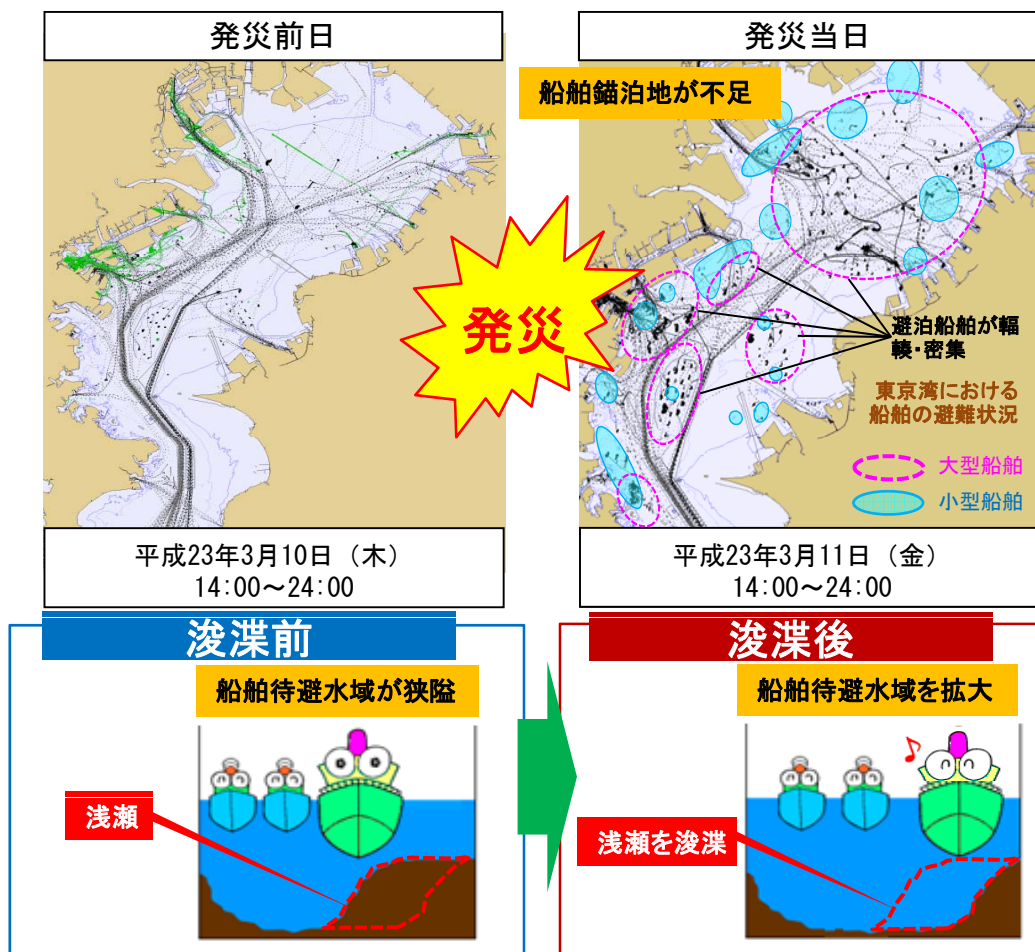 発災前日
発災当日
船舶錨泊地が不足
発災
避泊船舶が輻
輳・密集
東京湾における
船舶の避難状況
大型船舶
小型船舶
平成23年3月10日（木）
14:00～24:00
平成23年3月11日（金）
14:00～24:00
浚渫前
浚渫後
船舶待避水域が狭隘
船舶待避水域を拡大
浅瀬
浅瀬を浚渫